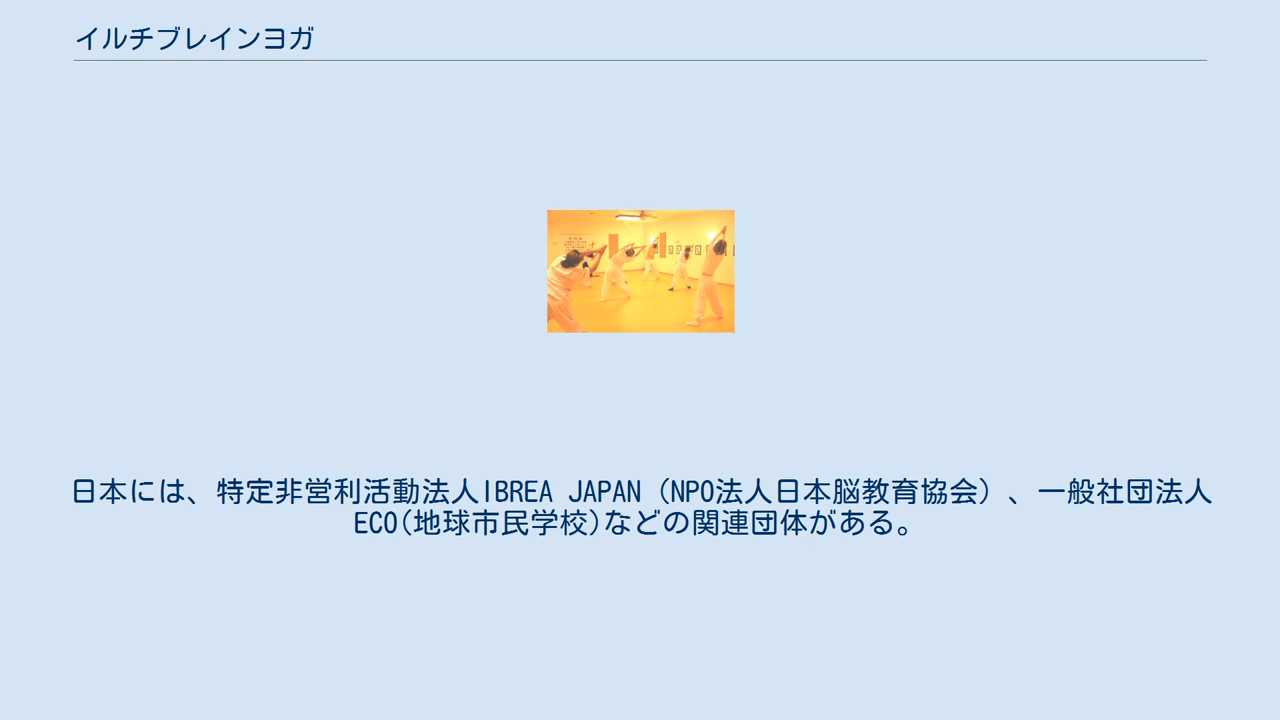 イルチブレインヨガ
日本には、特定非営利活動法人IBREA JAPAN（NPO法人日本脳教育協会）、一般社団法人
ECO(地球市民学校)などの関連団体がある。